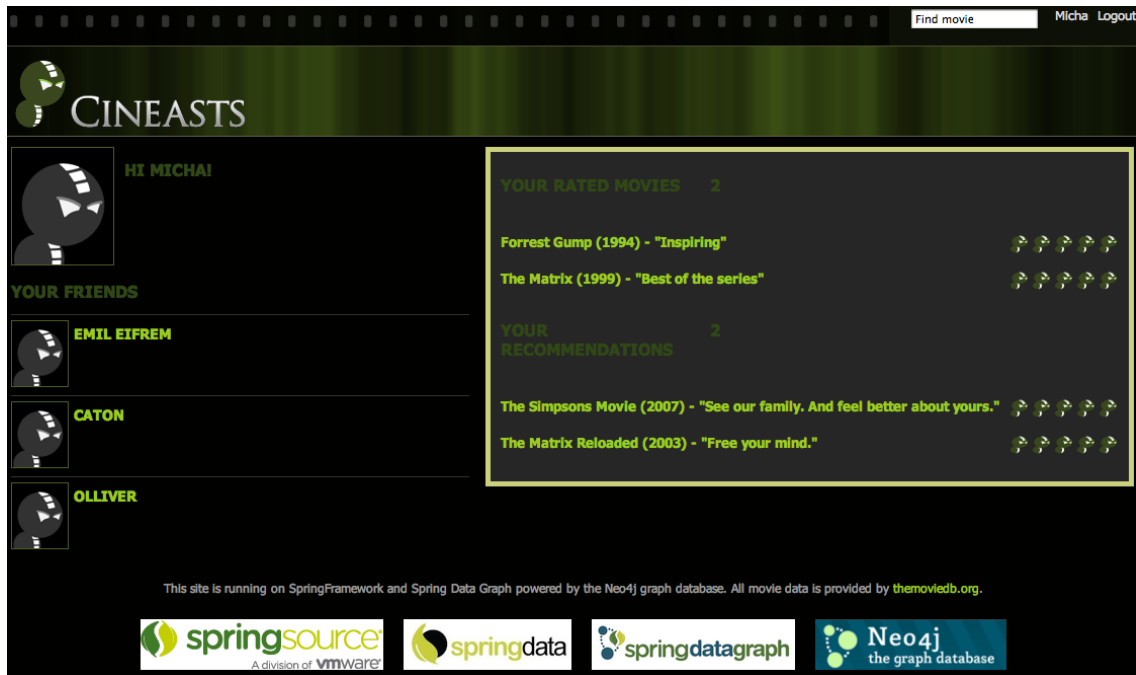 Find movie
Micha Logout
CINEASTS
HI MICHA!
YOUR FRIENDS
EMIL EIFREM
CATON
OLLIVER
YOUR RATED MOVIES 2
Forrest Gump (1994) - "Inspiring"
The Matrix (1999) - "Best of the series"
YOUR 2
RECOMMENDATIONS
The Simpsons Movie (2007) - "See our family. And feel better about yours."
The Matrix Reloaded (2003) - "Free your mind."
This site is running on SpringFramework and Spring Data Graph powered by the Neo4j graph database. All movie data is provided by themoviedb.org.
springsource
A division of vmware
springdata
springdatagraph
Neo4j
the graph database